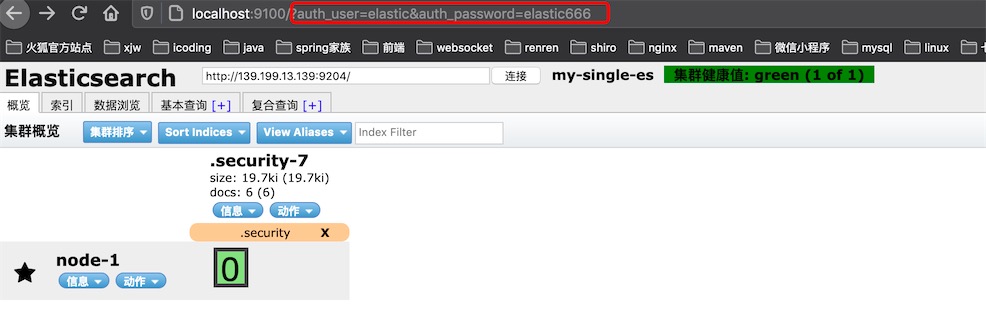 localhost:9100/?auth_user=elastic&auth_password=elastic666
火狐官方站点 xjw icoding java spring家族 前端 websocket renren shiro nginx maven 微信小程序 mysql linux
Elasticsearch http://139.199.13.139:9204/ 连接 my-single-es 集群健康值: green (1 of 1)
概览 索引 数据浏览 基本查询 [+] 复合查询 [+]
集群概览 集群排序 Sort Indices View Aliases Index Filter
.security-7
size: 19.7ki (19.7ki)
docs: 6 (6)
信息 动作
.security X
node-1 0
信息 动作